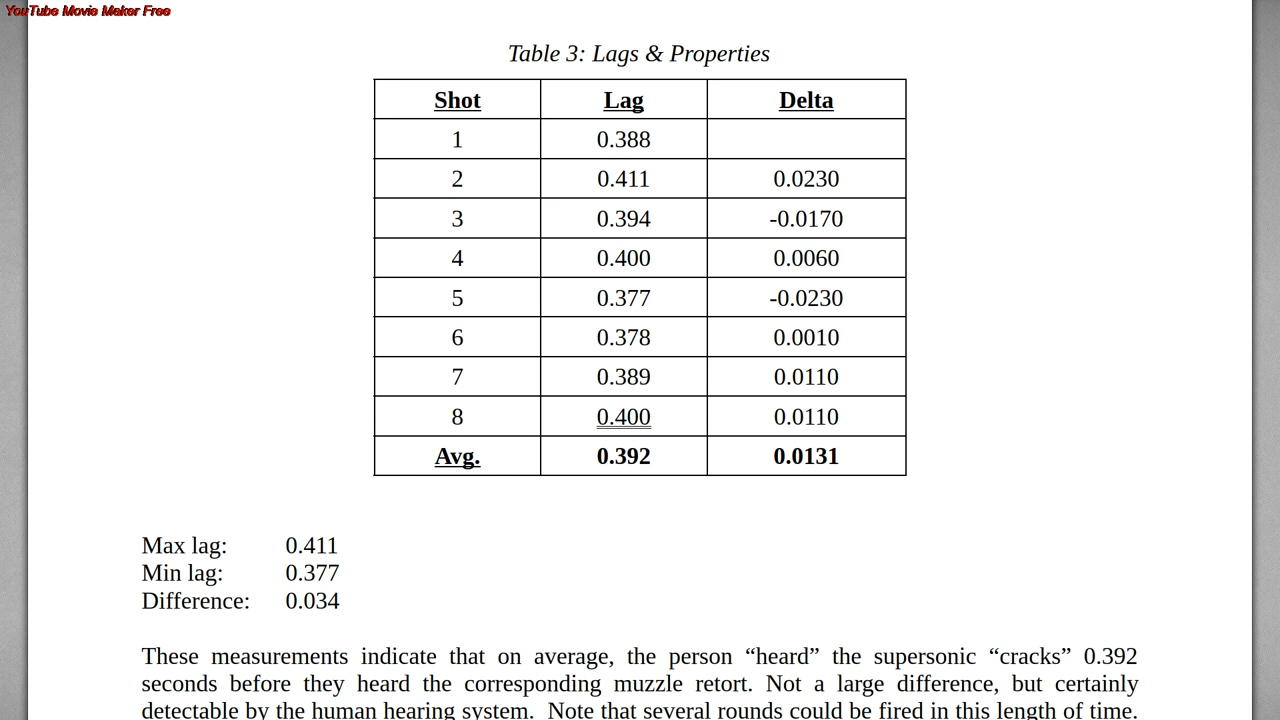 YouTube Movie Maker Free
Table 3: Lags & Properties
Shot Lag Delta
1 0.388
2 0.411 0.0230
3 0.394 -0.0170
4 0.400 0.0060
5 0.377 -0.0230
6 0.378 0.0010
7 0.389 0.0110
8 0.400 0.0110
Avg. 0.392 0.0131
Max lag: 0.411
Min lag: 0.377
Difference: 0.034
These measurements indicate that on average, the person “heard” the supersonic “cracks” 0.392
seconds before they heard the corresponding muzzle retort. Not a large difference, but certainly
detectable by the human hearing system. Note that several rounds could be fired in this length of time.